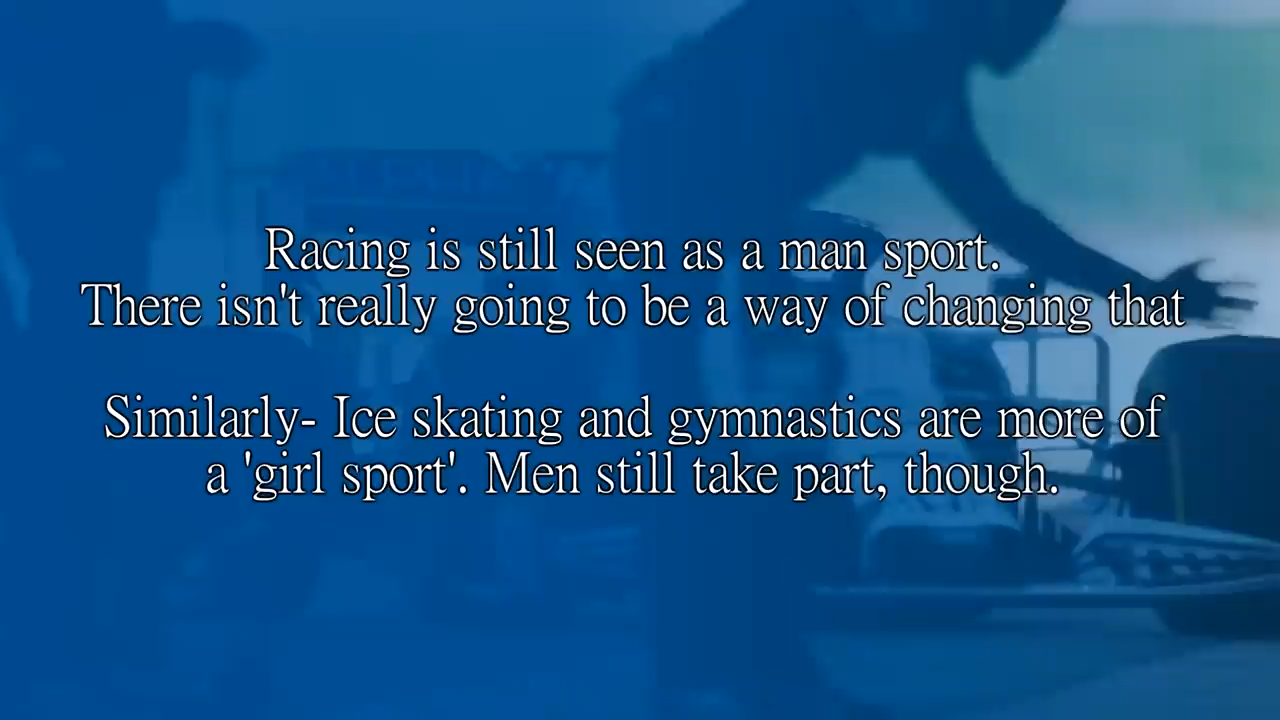 Racing is still seen as a man sport.
There isn't really going to be a way of changing that
Similarly- Ice skating and gymnastics are more of
a 'girl sport'. Men still take part, though.